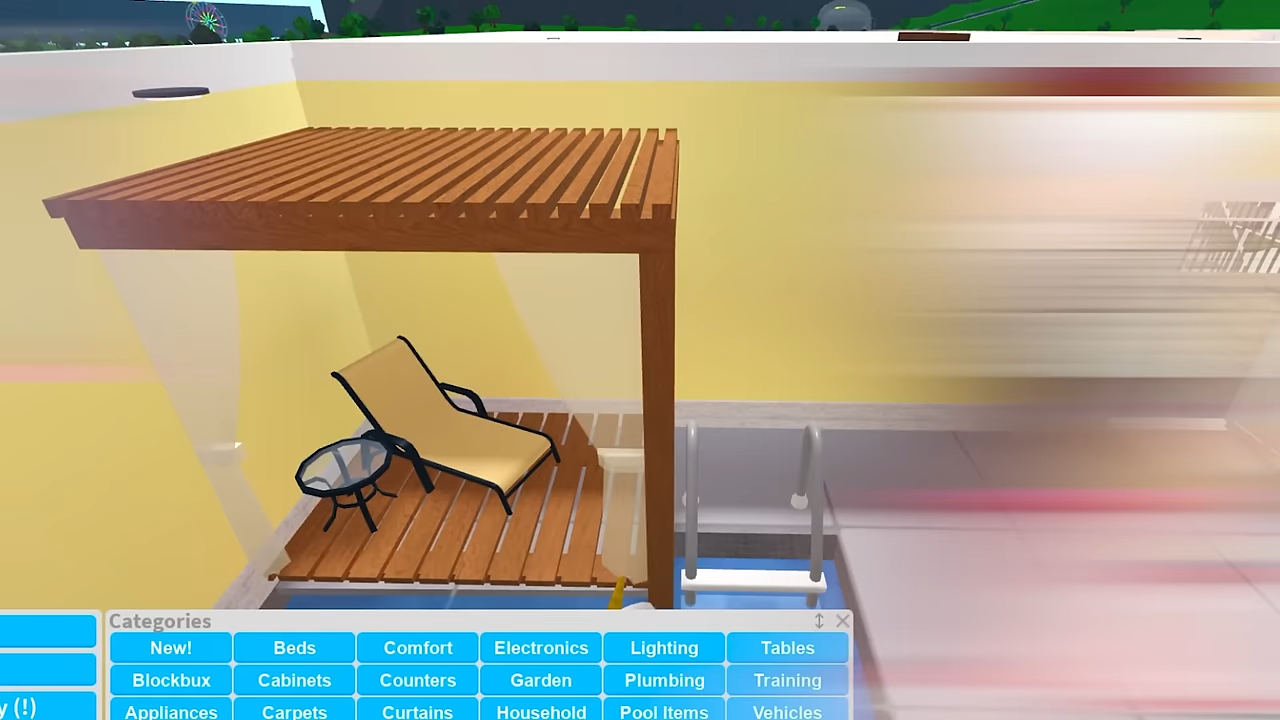 Categories
New! Beds Comfort Electronics Lighting Tables
Blockbux Cabinets Counters Garden Plumbing Training
y (!)
Appliances Carpets Curtains Household Pool Items Vehicles